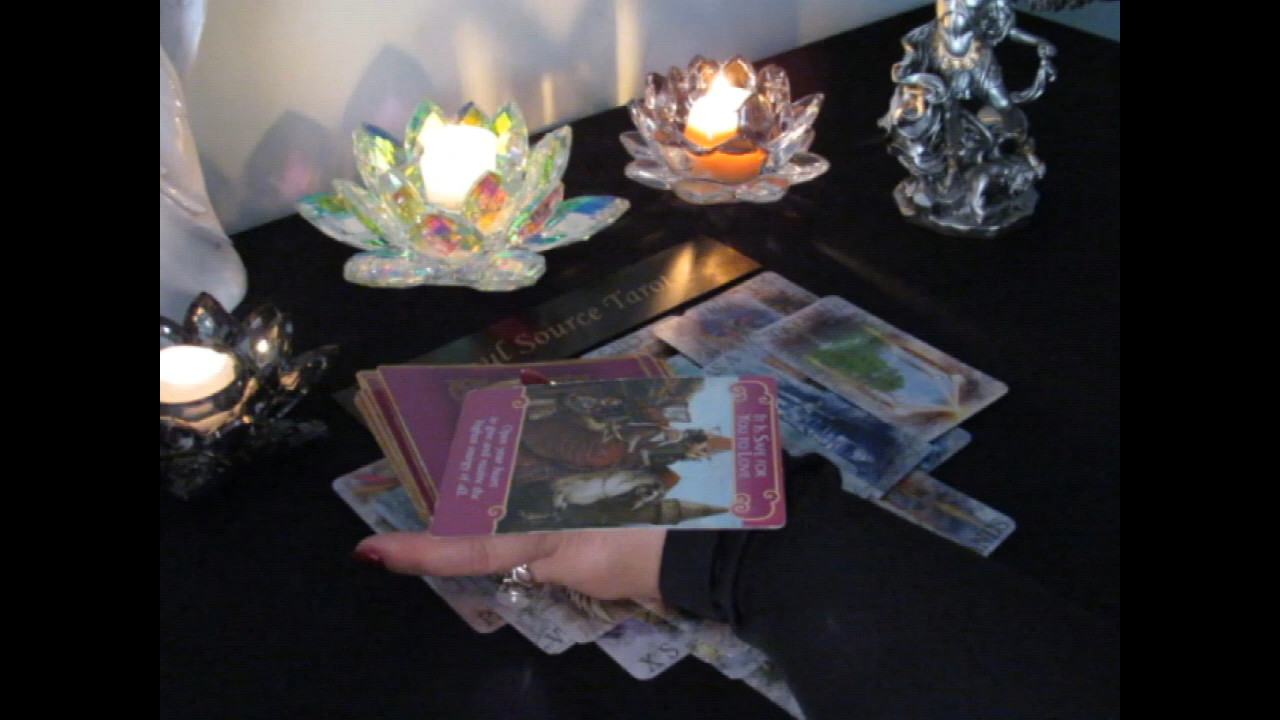 Soul Source Tarot
IT IS SAFE FOR
YOU TO LOVE
Open your heart
to give and receive the
highest energy of all.